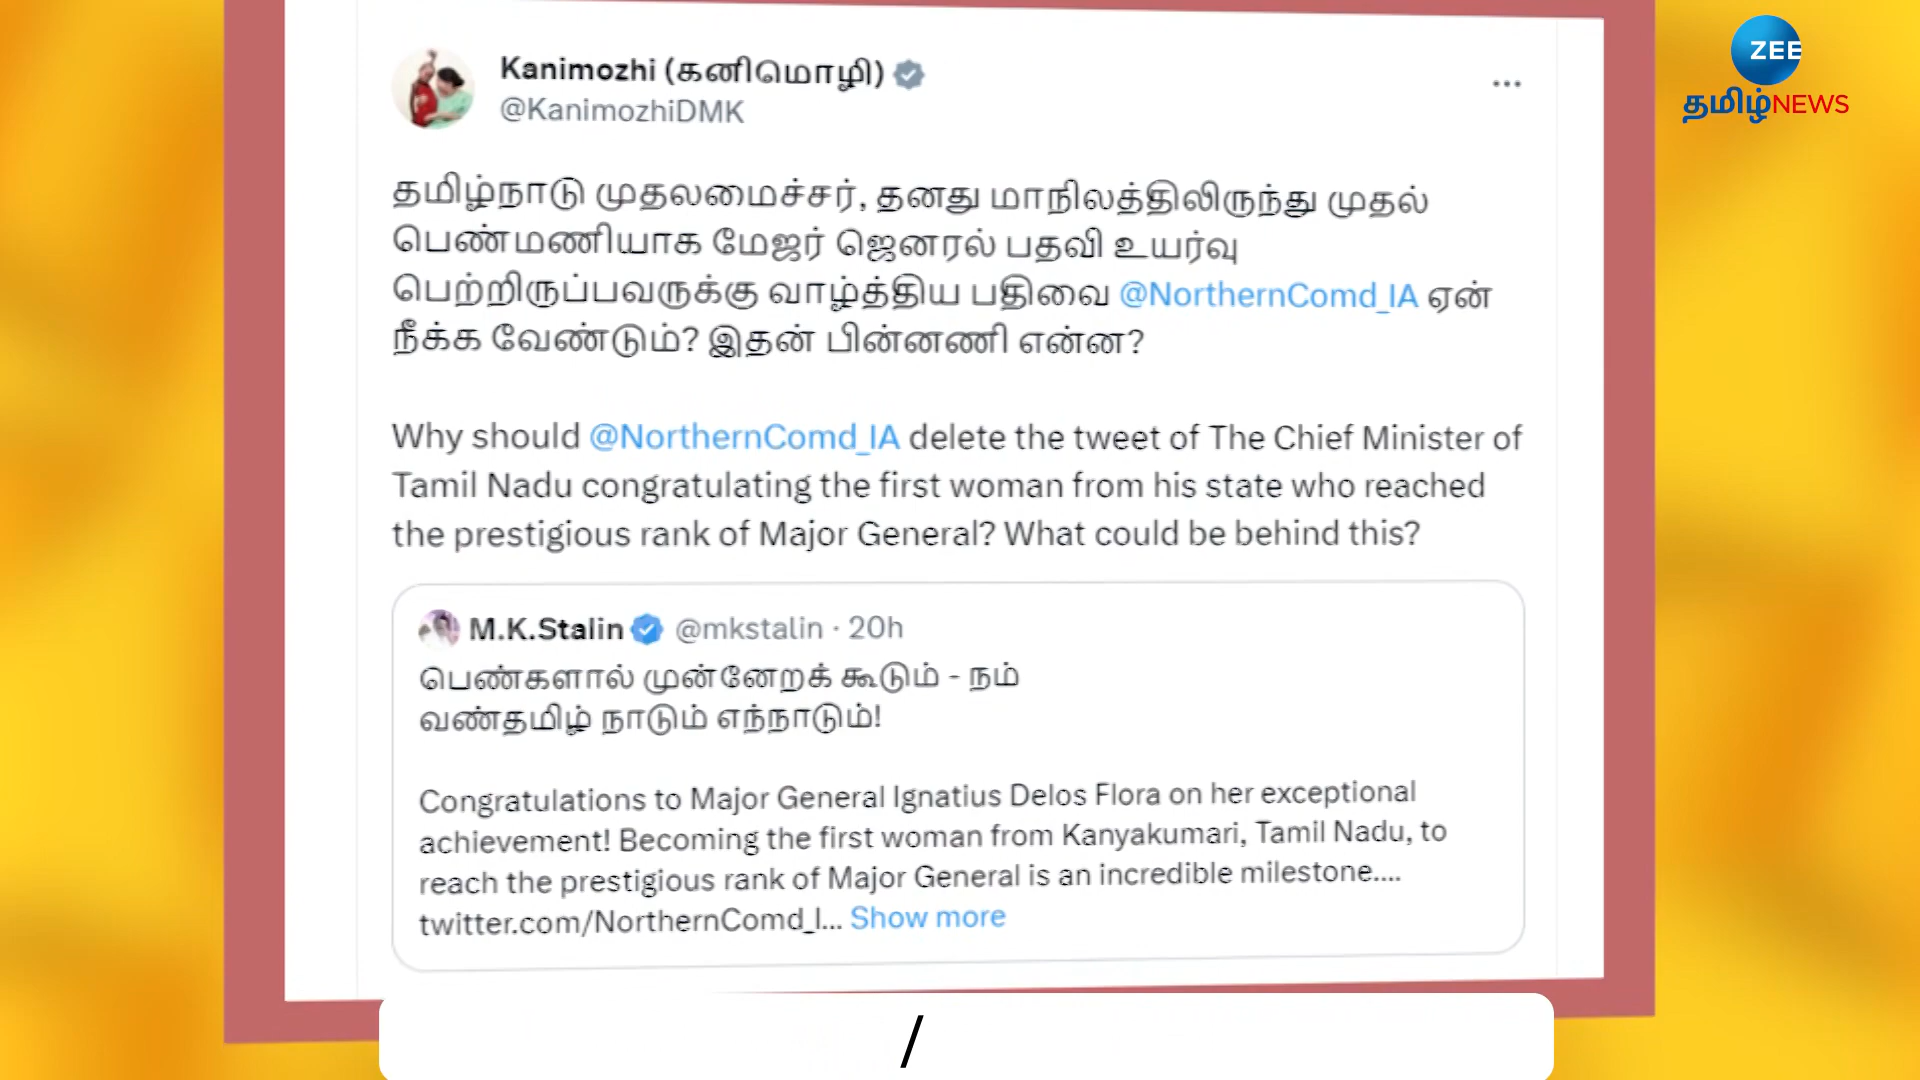 Kanimozhi (கனிமொழி)
@KanimozhiDMK
ZEE
தமிழ்NEWS
தமிழ்நாடு முதலமைச்சர், தனது மாநிலத்திலிருந்து முதல்
பெண்மணியாக மேஜர் ஜெனரல் பதவி உயர்வு
பெற்றிருப்பவருக்கு வாழ்த்திய பதிவை @NorthernComd_IA ஏன்
நீக்க வேண்டும்? இதன் பின்னணி என்ன?
Why should @NorthernComd_IA delete the tweet of The Chief Minister of
Tamil Nadu congratulating the first woman from his state who reached
the prestigious rank of Major General? What could be behind this?
M.K.Stalin @mkstalin · 20h
பெண்களால் முன்னேறக் கூடும் - நம்
வண்தமிழ் நாடும் எந்நாடும்!
Congratulations to Major General Ignatius Delos Flora on her exceptional
achievement! Becoming the first woman from Kanyakumari, Tamil Nadu, to
reach the prestigious rank of Major General is an incredible milestone....
twitter.com/NorthernComd_I... Show more
/